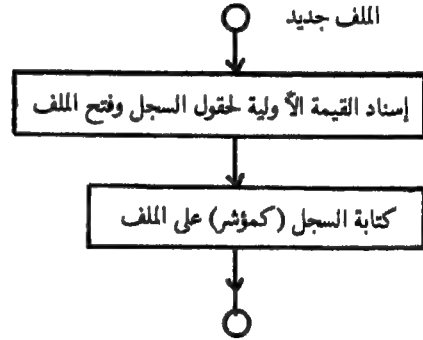 الملف جديد
إسناد القيمة الأولية لحقول السجل وفتح الملف
كتابة السجل (كمؤشر) على الملف